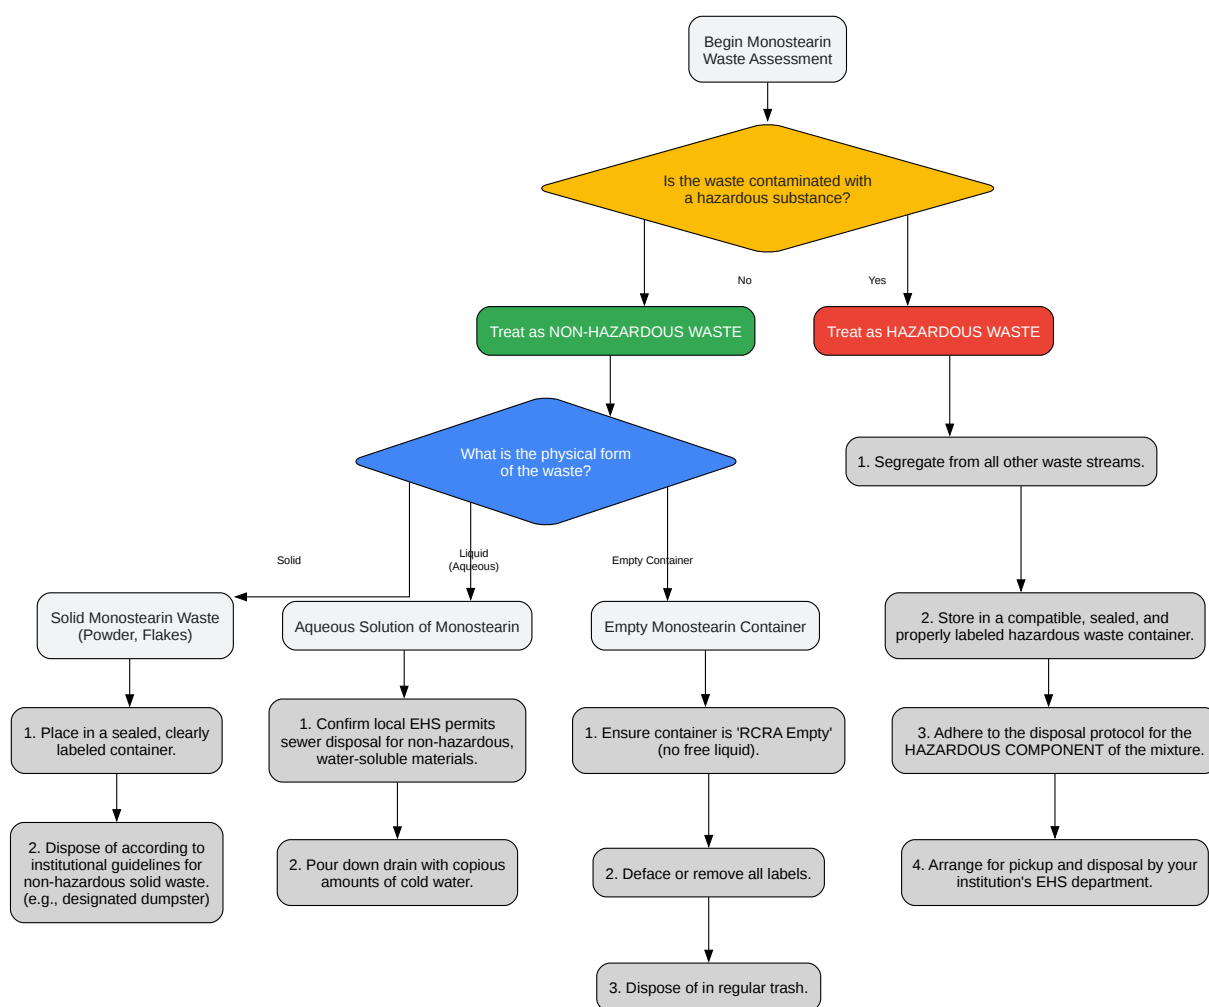 Begin Monostearin
Waste Assessment
Is the waste contaminated with
a hazardous substance?
No
Yes
Treat as NON-HAZARDOUS WASTE
Treat as HAZARDOUS WASTE
What is the physical form
of the waste?
1. Segregate from all other waste streams.
Solid
Liquid
(Aqueous)
Empty Container
Solid Monostearin Waste
(Powder, Flakes)
Aqueous Solution of Monostearin
Empty Monostearin Container
2. Store in a compatible, sealed, and
properly labeled hazardous waste container.
1. Place in a sealed, clearly
labeled container.
1. Confirm local EHS permits
sewer disposal for non-hazardous,
water-soluble materials.
1. Ensure container is 'RCRA Empty'
(no free liquid).
3. Adhere to the disposal protocol for the
HAZARDOUS COMPONENT of the mixture.
2. Dispose of according to
institutional guidelines for
non-hazardous solid waste.
(e.g., designated dumpster)
2. Pour down drain with copious
amounts of cold water.
2. Deface or remove all labels.
4. Arrange for pickup and disposal by your
institution's EHS department.
3. Dispose of in regular trash.